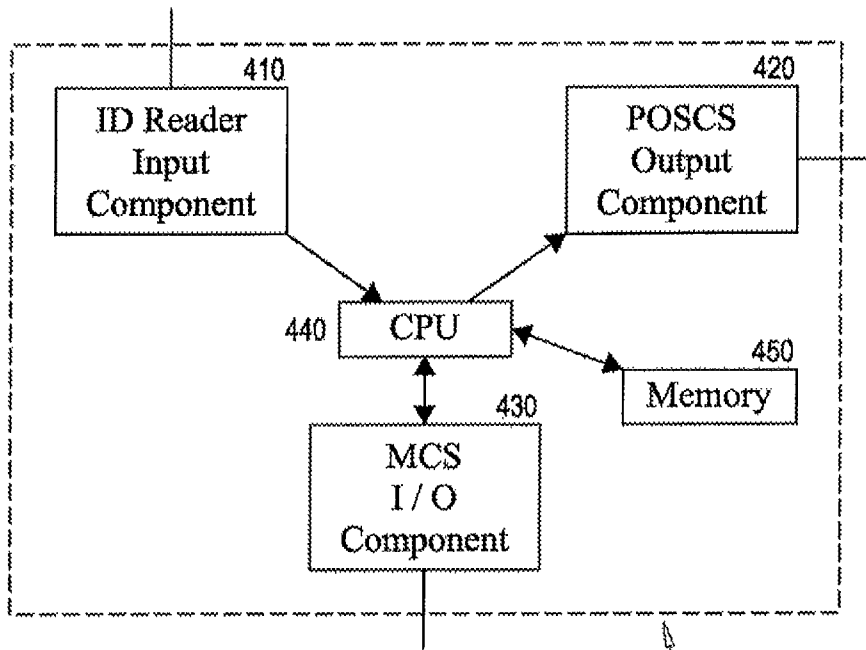 410
ID Reader
Input
Component
420
POSCS
Output
Component
440
CPU
450
Memory
430
MCS
I / O
Component